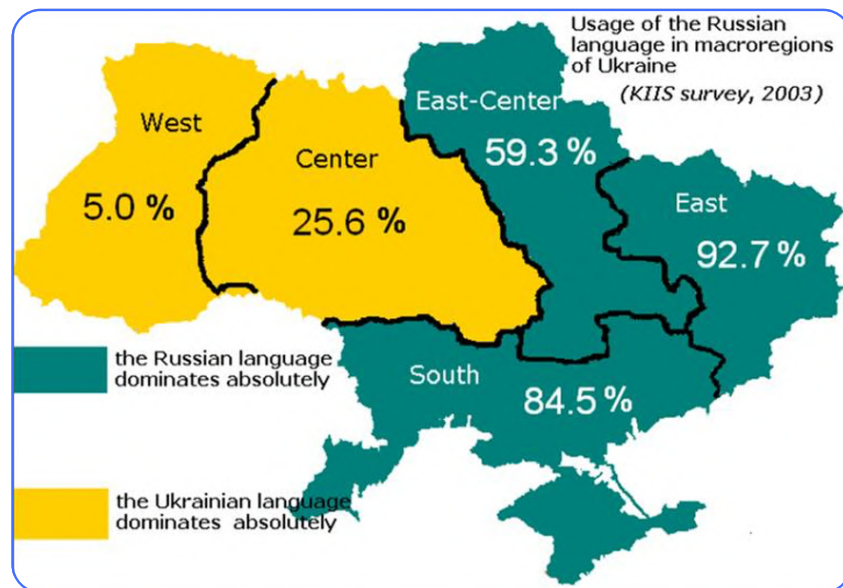 Usage of the Russian
language in macroregions
of Ukraine
(KIIS survey, 2003)
West
5.0 %
Center
25.6 %
East-Center
59.3 %
East
92.7 %
South
84.5 %
the Russian language
dominates absolutely
the Ukrainian language
dominates absolutely